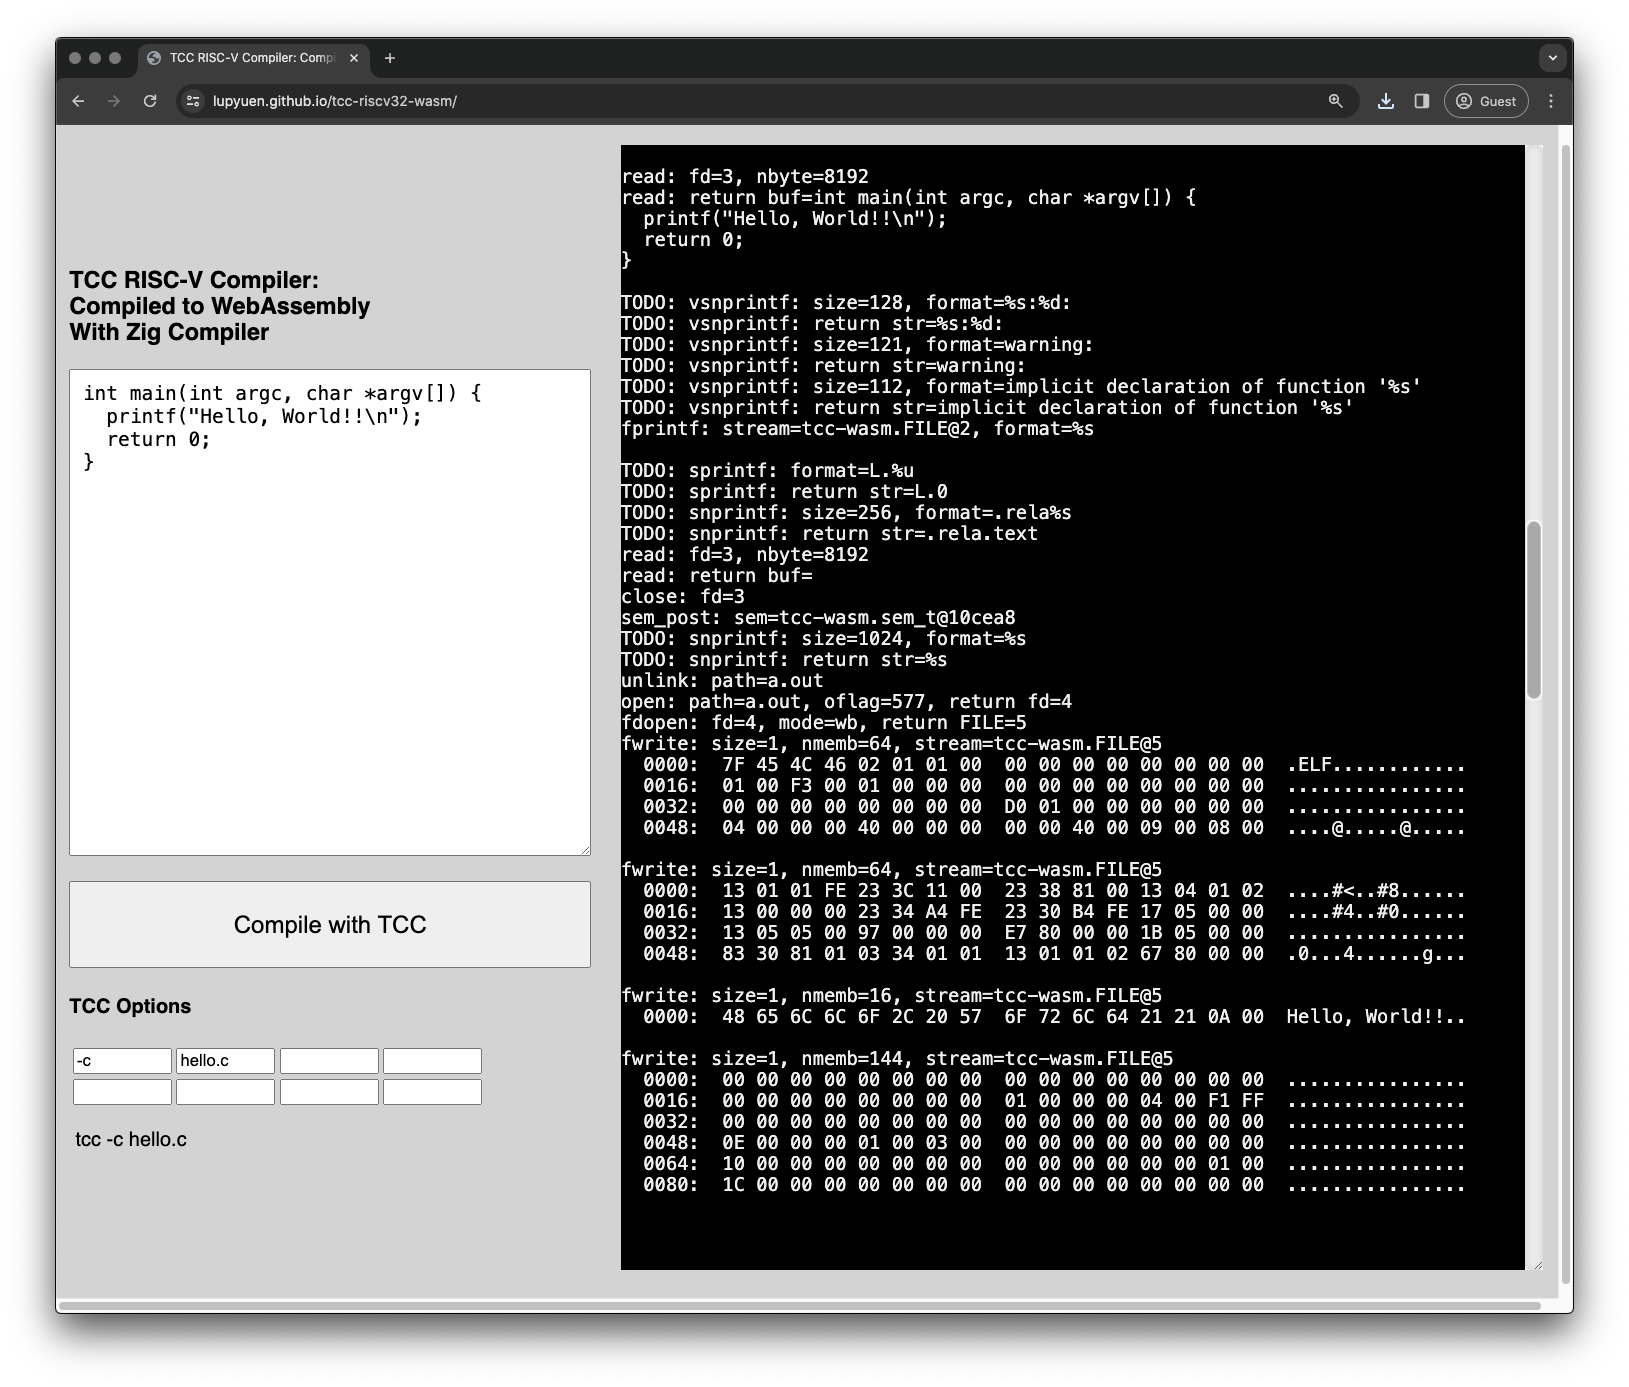 TCC RISC-V Compiler: Comp
lupyuen.github.io/tcc-riscv32-wasm/
Guest
TCC RISC-V Compiler:
Compiled to WebAssembly
With Zig Compiler
int main(int argc, char *argv[]) {
  printf("Hello, World!!\n");
  return 0;
}
Compile with TCC
TCC Options
-c hello.c
tcc -c hello.c
read: fd=3, nbyte=8192
read: return buf=int main(int argc, char *argv[]) {
  printf("Hello, World!!\n");
  return 0;
}
TODO: vsnprintf: size=128, format=%s:%d:
TODO: vsnprintf: return str=%s:%d:
TODO: vsnprintf: size=121, format=warning:
TODO: vsnprintf: return str=warning:
TODO: vsnprintf: size=112, format=implicit declaration of function '%s'
TODO: vsnprintf: return str=implicit declaration of function '%s'
fprintf: stream=tcc-wasm.FILE@2, format=%s
TODO: sprintf: format=L.%u
TODO: sprintf: return str=L.0
TODO: snprintf: size=256, format=.rela%s
TODO: snprintf: return str=.rela.text
read: fd=3, nbyte=8192
read: return buf=
close: fd=3
sem_post: sem=tcc-wasm.sem_t@10cea8
TODO: snprintf: size=1024, format=%s
TODO: snprintf: return str=%s
unlink: path=a.out
open: path=a.out, oflag=577, return fd=4
fdopen: fd=4, mode=wb, return FILE=5
fwrite: size=1, nmemb=64, stream=tcc-wasm.FILE@5
  0000:  7F 45 4C 46 02 01 01 00  00 00 00 00 00 00 00 00  .ELF............
  0016:  01 00 F3 00 01 00 00 00  00 00 00 00 00 00 00 00  ................
  0032:  00 00 00 00 00 00 00 00  D0 01 00 00 00 00 00 00  ................
  0048:  04 00 00 00 40 00 00 00  00 00 40 00 09 00 08 00  ....@.....@.....
fwrite: size=1, nmemb=64, stream=tcc-wasm.FILE@5
  0000:  13 01 01 FE 23 3C 11 00  23 38 81 00 13 04 01 02  ....#<..#8......
  0016:  13 00 00 00 23 34 A4 FE  23 30 B4 FE 17 05 00 00  ....#4..#0......
  0032:  13 05 05 00 97 00 00 00  E7 80 00 00 1B 05 00 00  ................
  0048:  83 30 81 01 03 34 01 01  13 01 01 02 67 80 00 00  .0...4......g...
fwrite: size=1, nmemb=16, stream=tcc-wasm.FILE@5
  0000:  48 65 6C 6C 6F 2C 20 57  6F 72 6C 64 21 21 0A 00  Hello, World!!..
fwrite: size=1, nmemb=144, stream=tcc-wasm.FILE@5
  0000:  00 00 00 00 00 00 00 00  00 00 00 00 00 00 00 00  ................
  0016:  00 00 00 00 00 00 00 00  01 00 00 00 04 00 F1 FF  ................
  0032:  00 00 00 00 00 00 00 00  00 00 00 00 00 00 00 00  ................
  0048:  0E 00 00 00 01 00 03 00  00 00 00 00 00 00 00 00  ................
  0064:  10 00 00 00 00 00 00 00  00 00 00 00 00 00 01 00  ................
  0080:  1C 00 00 00 00 00 00 00  00 00 00 00 00 00 00 00  ................